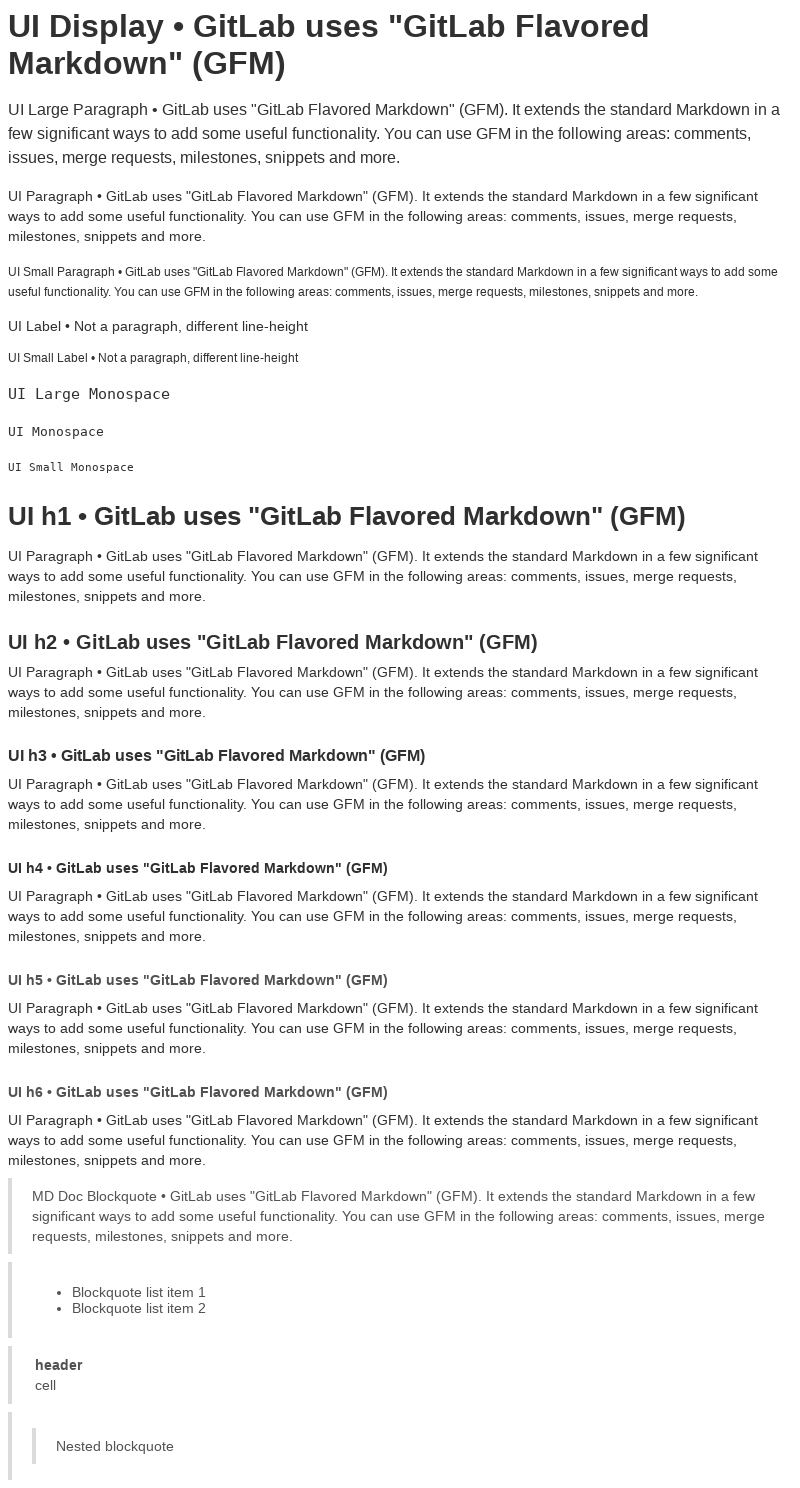 UI Display • GitLab uses "GitLab Flavored
Markdown" (GFM)
UI Large Paragraph • GitLab uses "GitLab Flavored Markdown" (GFM). It extends the standard Markdown in a
few significant ways to add some useful functionality. You can use GFM in the following areas: comments,
issues, merge requests, milestones, snippets and more.
UI Paragraph • GitLab uses "GitLab Flavored Markdown" (GFM). It extends the standard Markdown in a few significant
ways to add some useful functionality. You can use GFM in the following areas: comments, issues, merge requests,
milestones, snippets and more.
UI Small Paragraph • GitLab uses "GitLab Flavored Markdown" (GFM). It extends the standard Markdown in a few significant ways to add some
useful functionality. You can use GFM in the following areas: comments, issues, merge requests, milestones, snippets and more.
UI Label • Not a paragraph, different line-height
UI Small Label • Not a paragraph, different line-height
UI Large Monospace
UI Monospace
UI Small Monospace
UI h1 • GitLab uses "GitLab Flavored Markdown" (GFM)
UI Paragraph • GitLab uses "GitLab Flavored Markdown" (GFM). It extends the standard Markdown in a few significant
ways to add some useful functionality. You can use GFM in the following areas: comments, issues, merge requests,
milestones, snippets and more.
UI h2 • GitLab uses "GitLab Flavored Markdown" (GFM)
UI Paragraph • GitLab uses "GitLab Flavored Markdown" (GFM). It extends the standard Markdown in a few significant
ways to add some useful functionality. You can use GFM in the following areas: comments, issues, merge requests,
milestones, snippets and more.
UI h3 • GitLab uses "GitLab Flavored Markdown" (GFM)
UI Paragraph • GitLab uses "GitLab Flavored Markdown" (GFM). It extends the standard Markdown in a few significant
ways to add some useful functionality. You can use GFM in the following areas: comments, issues, merge requests,
milestones, snippets and more.
UI h4 • GitLab uses "GitLab Flavored Markdown" (GFM)
UI Paragraph • GitLab uses "GitLab Flavored Markdown" (GFM). It extends the standard Markdown in a few significant
ways to add some useful functionality. You can use GFM in the following areas: comments, issues, merge requests,
milestones, snippets and more.
UI h5 • GitLab uses "GitLab Flavored Markdown" (GFM)
UI Paragraph • GitLab uses "GitLab Flavored Markdown" (GFM). It extends the standard Markdown in a few significant
ways to add some useful functionality. You can use GFM in the following areas: comments, issues, merge requests,
milestones, snippets and more.
UI h6 • GitLab uses "GitLab Flavored Markdown" (GFM)
UI Paragraph • GitLab uses "GitLab Flavored Markdown" (GFM). It extends the standard Markdown in a few significant
ways to add some useful functionality. You can use GFM in the following areas: comments, issues, merge requests,
milestones, snippets and more.
MD Doc Blockquote • GitLab uses "GitLab Flavored Markdown" (GFM). It extends the standard Markdown in a few
significant ways to add some useful functionality. You can use GFM in the following areas: comments, issues, merge
requests, milestones, snippets and more.
• Blockquote list item 1
• Blockquote list item 2
header
cell
Nested blockquote